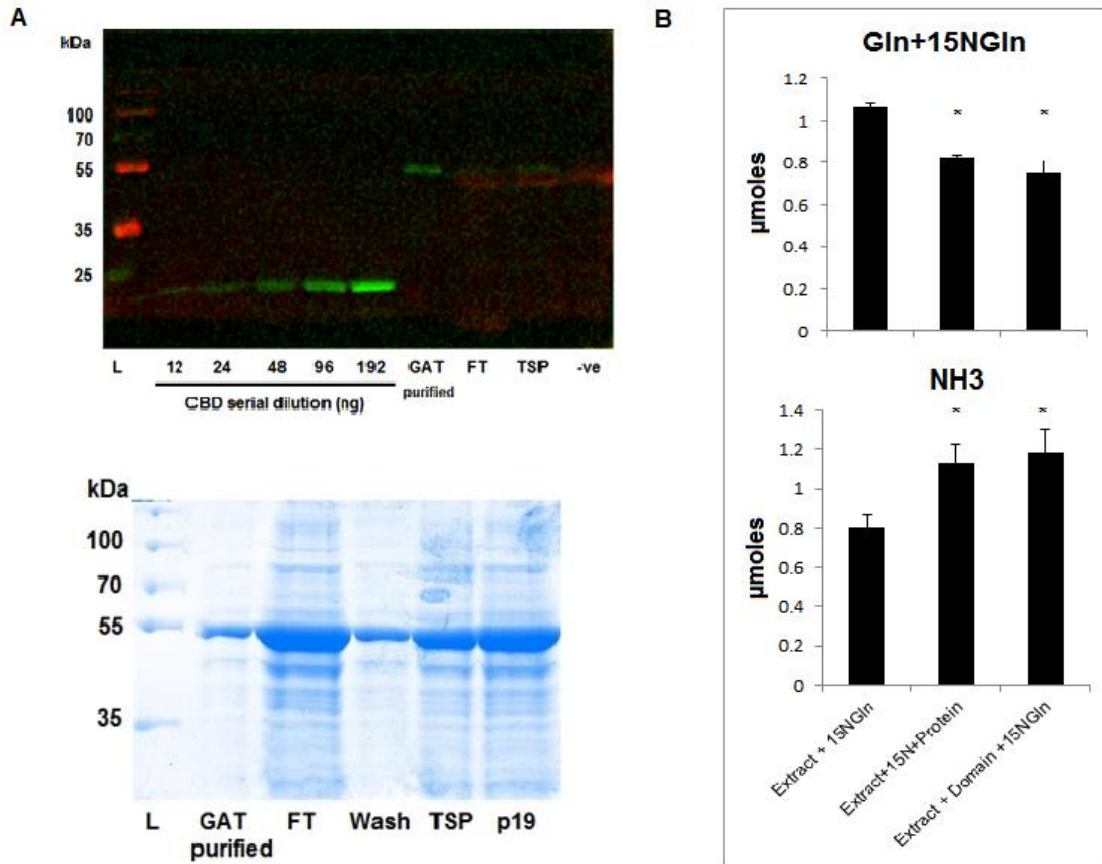 A
kDa
100
70
55
35
25
L 12 24 48 96 192 GAT FT TSP -ve
purified
CBD serial dilution (ng)
kDa
100
70
55
35
L GAT FT Wash TSP p19
purified
B
Gln+15NGln
µmoles
1.2
1
0.8
0.6
0.4
0.2
0
* *
NH3
µmoles
1.4
1.2
1
0.8
0.6
0.4
0.2
0
* *
Extract + 15NGln
Extract+15N+Protein
Extract + Domain +15NGln